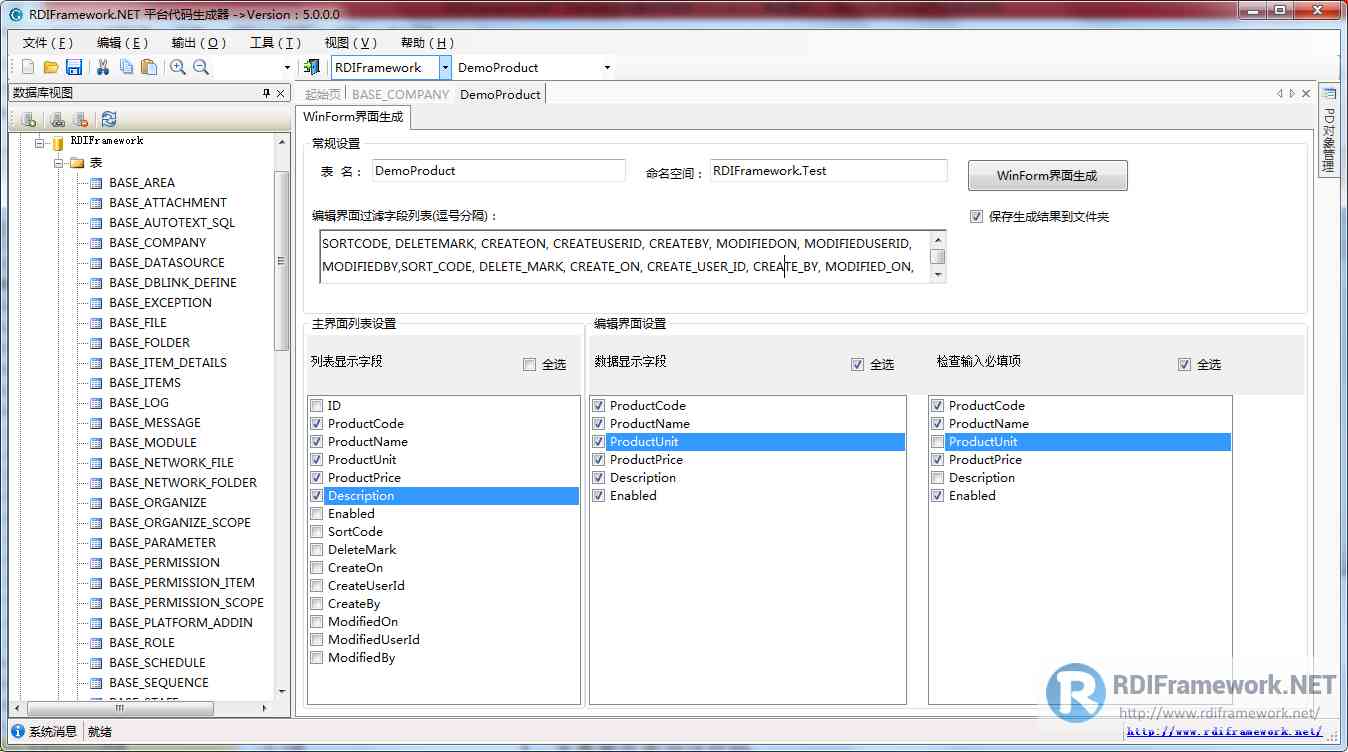 RDIFramework.NET 平台代码生成器 ->Version：5.0.0.0
文件(F) 编辑(E) 输出(O) 工具(T) 视图(V) 帮助(H)
RDIFramework DemoProduct
数据库视图
起始页 BASE_COMPANY DemoProduct
WinForm界面生成
RDIFramework
表
BASE_AREA
BASE_ATTACHMENT
BASE_AUTOTEXT_SQL
BASE_COMPANY
BASE_DATASOURCE
BASE_DBLINK_DEFINE
BASE_EXCEPTION
BASE_FILE
BASE_FOLDER
BASE_ITEM_DETAILS
BASE_ITEMS
BASE_LOG
BASE_MESSAGE
BASE_MODULE
BASE_NETWORK_FILE
BASE_NETWORK_FOLDER
BASE_ORGANIZE
BASE_ORGANIZE_SCOPE
BASE_PARAMETER
BASE_PERMISSION
BASE_PERMISSION_ITEM
BASE_PERMISSION_SCOPE
BASE_PLATFORM_ADDIN
BASE_ROLE
BASE_SCHEDULE
BASE_SEQUENCE
常规设置
表 名： DemoProduct 命名空间： RDIFramework.Test WinForm界面生成
编辑界面过滤字段列表(逗号分隔)： 保存生成结果到文件夹
SORTCODE, DELETEMARK, CREATEON, CREATEUSERID, CREATEBY, MODIFIEDON, MODIFIEDUSERID,
MODIFIEDBY,SORT_CODE, DELETE_MARK, CREATE_ON, CREATE_USER_ID, CREATE_BY, MODIFIED_ON,
主界面列表设置
列表显示字段 全选
ID
ProductCode
ProductName
ProductUnit
ProductPrice
Description
Enabled
SortCode
DeleteMark
CreateOn
CreateUserId
CreateBy
ModifiedOn
ModifiedUserId
ModifiedBy
编辑界面设置
数据显示字段 全选
ProductCode
ProductName
ProductUnit
ProductPrice
Description
Enabled
检查输入必填项 全选
ProductCode
ProductName
ProductUnit
ProductPrice
Description
Enabled
PD对象管理
RDIFramework.NET
http://www.rdiframework.net/
系统消息 就绪
http://www.rdiframework.net/